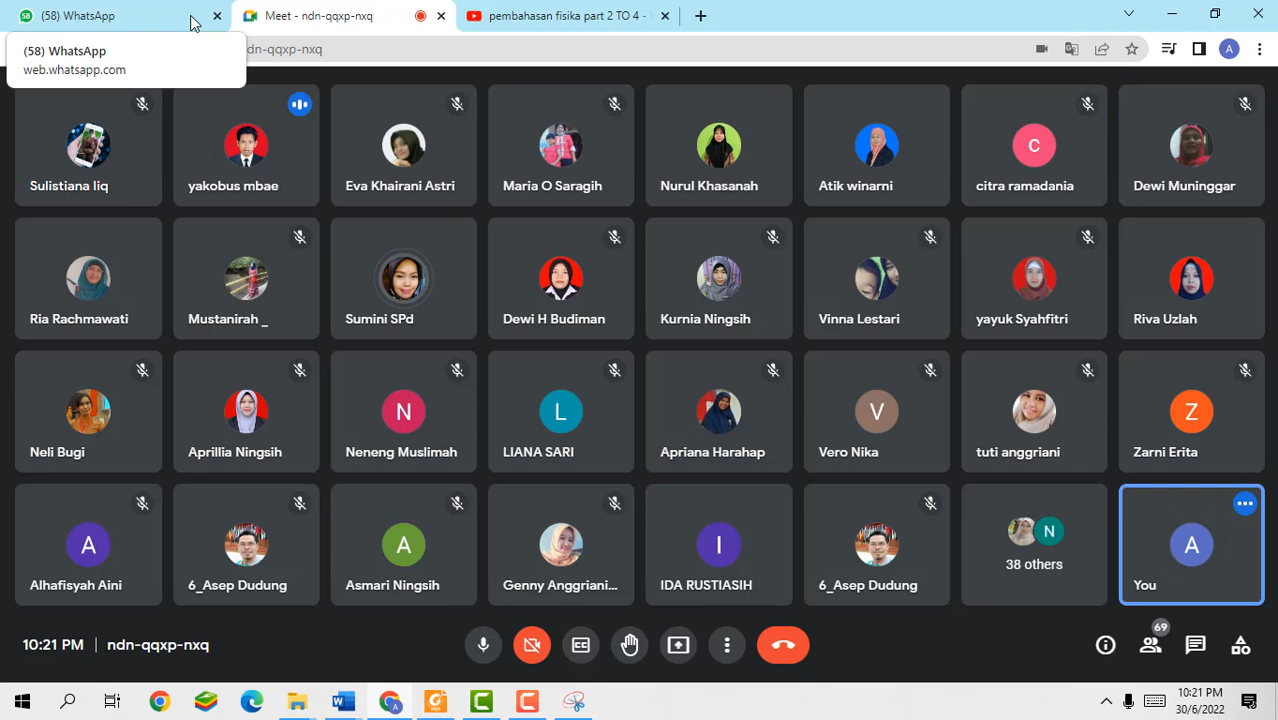 (58) WhatsApp
Meet - ndn-qqxp-nxq
pembahasan fisika part 2 TO 4 -
(58) WhatsApp
web.whatsapp.com
dn-qqxp-nxq
A
Sulistiana liq
yakobus mbae
Eva Khairani Astri
Maria O Saragih
Nurul Khasanah
Atik winarni
C
citra ramadania
Dewi Muninggar
Ria Rachmawati
Mustanirah _
Sumini SPd
Dewi H Budiman
Kurnia Ningsih
Vinna Lestari
yayuk Syahfitri
Riva Uzlah
Neli Bugi
Aprillia Ningsih
N
Neneng Muslimah
L
LIANA SARI
Apriana Harahap
V
Vero Nika
tuti anggriani
Z
Zarni Erita
A
Alhafisyah Aini
6_Asep Dudung
A
Asmari Ningsih
Genny Anggriani...
I
IDA RUSTIASIH
6_Asep Dudung
N
38 others
A
You
10:21 PM | ndn-qqxp-nxq
69
10:21 PM
30/6/2022